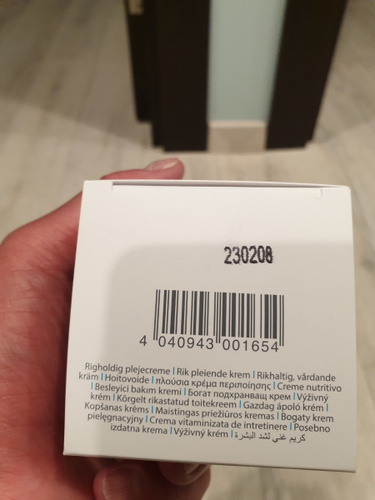 230208
4 040943 001654
Righoldig plejecreme | Rik pleiende krem | Rikhaltig, vårdande
kräm | Hoitovoide | πλούσια κρέμα περιποίησης | Creme nutritivo
| Besleyici bakım kremi | Богат подхранващ крем | Výživný
krém | Kõrgelt rikastatud toitekreem | Gazdag ápoló krém |
Kopšanas krēms | Maistingas priežiūros kremas | Bogaty krem
pielęgnacyjny | Crema vitaminizata de intretinere | Posebno
izdatna krema | Výživný krém | كريم غني لشد البشرة